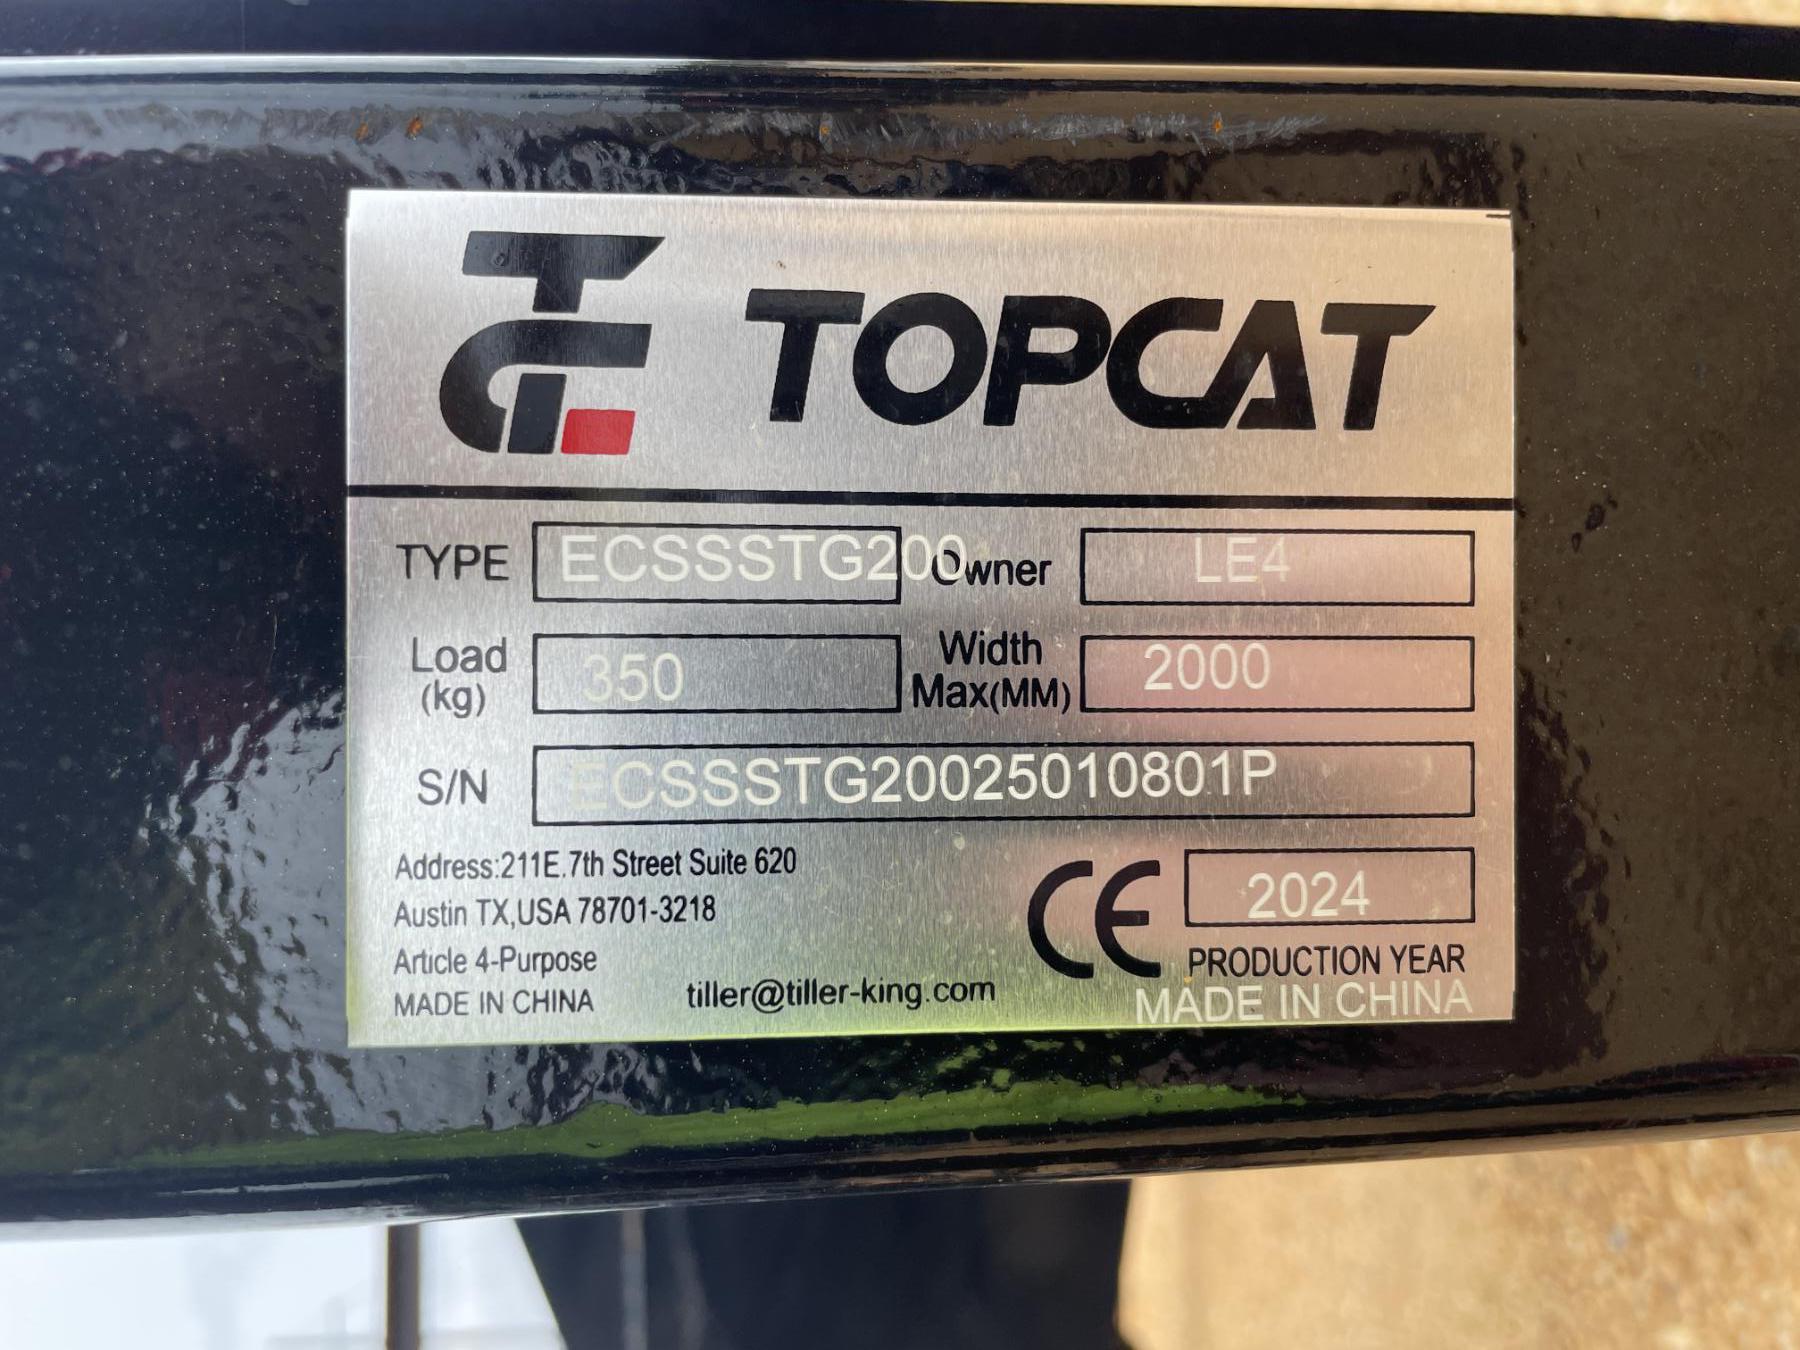 TOPCAT
TYPE ECSSSTG200 Owner LE4
Load (kg) 350 Width Max(MM) 2000
S/N ECSSSTG20025010801P
Address:211E.7th Street Suite 620
Austin TX,USA 78701-3218
Article 4-Purpose
MADE IN CHINA
tiller@tiller-king.com
CE 2024
PRODUCTION YEAR
MADE IN CHINA